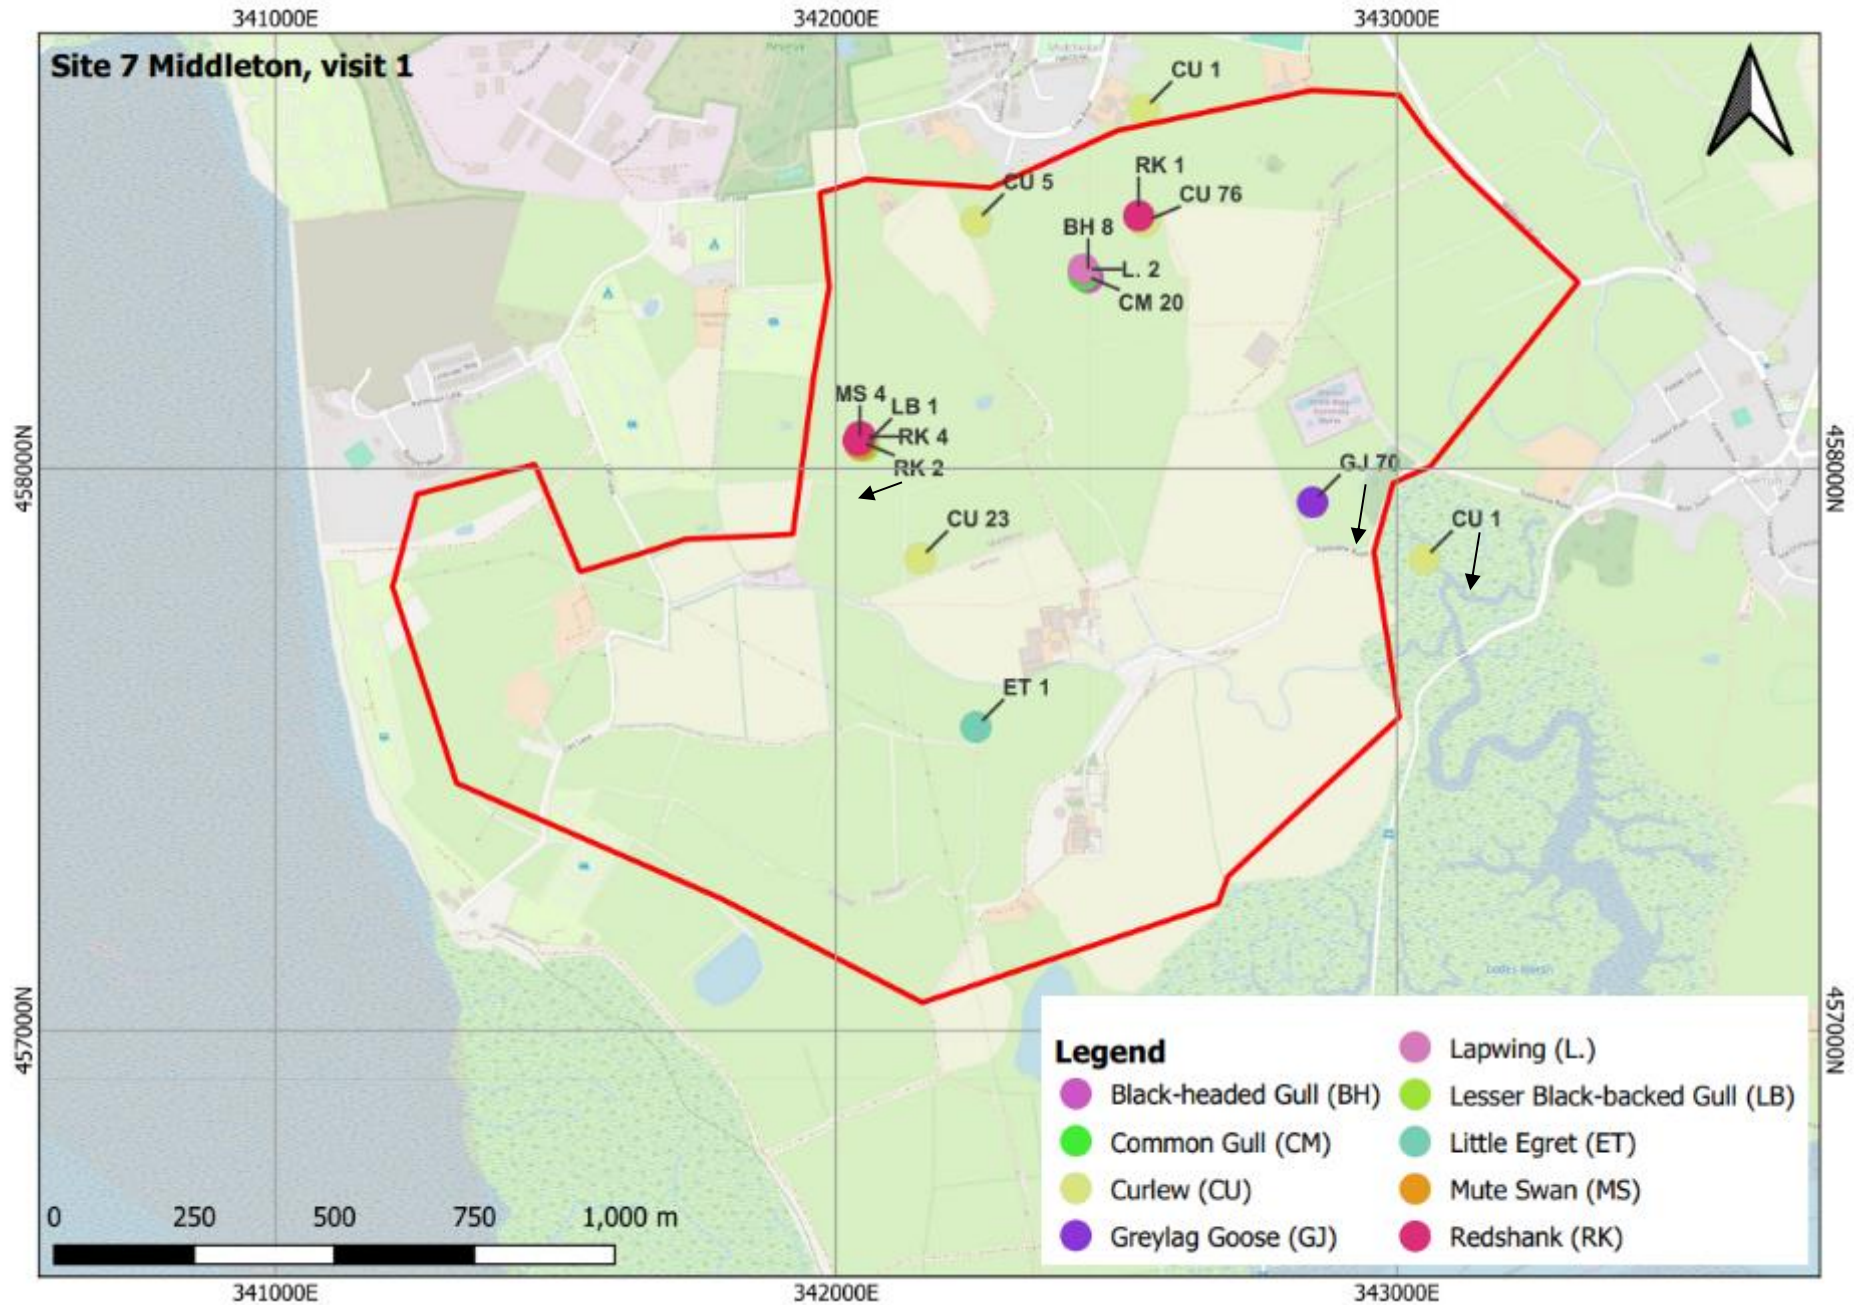 341000E 342000E 343000E
Site 7 Middleton, visit 1
CU 1
RK 1
CU 5
CU 76
BH 8
L. 2
CM 20
MS 4
LB 1
RK 4
RK 2
458000N
458000N
GJ 70
CU 23
CU 1
ET 1
457000N
457000N
Legend
Black-headed Gull (BH)
Common Gull (CM)
Curlew (CU)
Greylag Goose (GJ)
Lapwing (L.)
Lesser Black-backed Gull (LB)
Little Egret (ET)
Mute Swan (MS)
Redshank (RK)
0 250 500 750 1,000 m
341000E 342000E 343000E